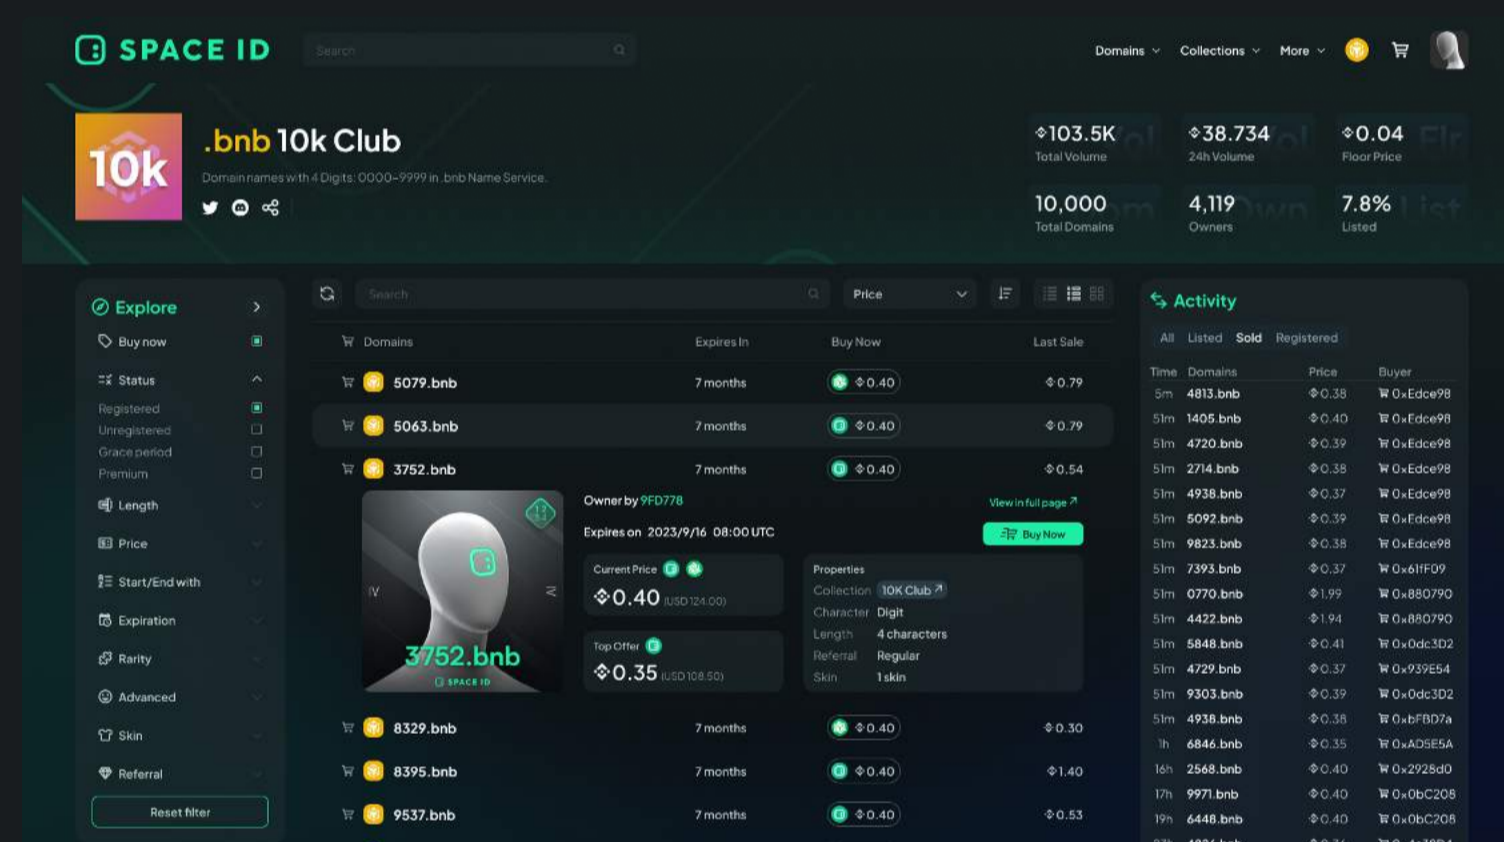 SPACE ID
Search
Domains
Collections
More
10k
.bnb 10k Club
Domain names with 4 Digits: 0000-9999 in .bnb Name Service.
103.5K
Total Volume
38.734
24h Volume
0.04
Floor Price
10,000
Total Domains
4,119
Owners
7.8%
Listed
Explore
Buy now
Status
Registered
Unregistered
Grace period
Premium
Length
Price
Start/End with
Expiration
Rarity
Advanced
Skin
Referral
Reset filter
Search
Price
Domains Expires In Buy Now Last Sale
5079.bnb 7 months 0.40 0.79
5063.bnb 7 months 0.40 0.79
3752.bnb 7 months 0.40 0.54
3752.bnb
SPACE ID
Owner by 9FD778
View in full page
Expires on 2023/9/16 08:00 UTC
Buy Now
Current Price
0.40 (USD 124.00)
Top Offer
0.35 (USD 108.50)
Properties
Collection 10K Club
Character Digit
Length 4 characters
Referral Regular
Skin 1 skin
8329.bnb 7 months 0.40 0.30
8395.bnb 7 months 0.40 1.40
9537.bnb 7 months 0.40 0.53
Activity
All Listed Sold Registered
Time Domains Price Buyer
5m 4813.bnb 0.38 0xEdce98
51m 1405.bnb 0.40 0xEdce98
51m 4720.bnb 0.39 0xEdce98
51m 2714.bnb 0.38 0xEdce98
51m 4938.bnb 0.37 0xEdce98
51m 5092.bnb 0.39 0xEdce98
51m 9823.bnb 0.38 0xEdce98
51m 7393.bnb 0.37 0x61fF09
51m 0770.bnb 1.99 0x880790
51m 4422.bnb 1.94 0x880790
51m 5848.bnb 0.41 0x0dc3D2
51m 4729.bnb 0.37 0x939E54
51m 9303.bnb 0.39 0x0dc3D2
51m 4938.bnb 0.38 0xbFBD7a
1h 6846.bnb 0.35 0xAD5E5A
16h 2568.bnb 0.40 0x2928d0
17h 9971.bnb 0.40 0x0bC208
19h 6448.bnb 0.40 0x0bC208